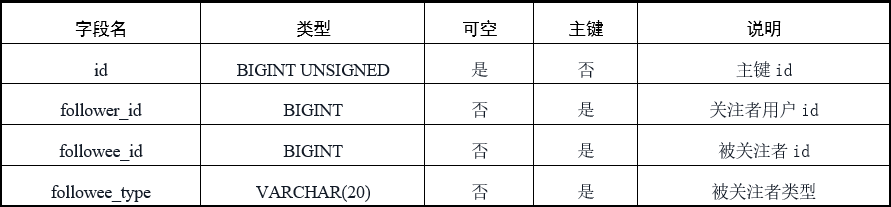 字段名 类型 可空 主键 说明
id BIGINT UNSIGNED 是 否 主键 id
follower_id BIGINT 否 是 关注者用户 id
followee_id BIGINT 否 是 被关注者 id
followee_type VARCHAR(20) 否 是 被关注者类型